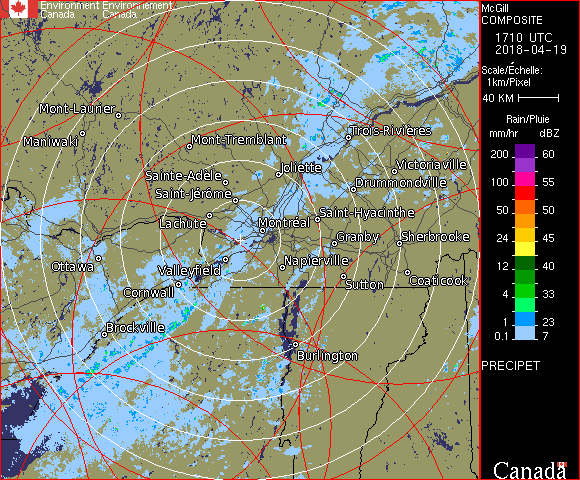 Environment Environnement
Canada Canada
McGill
COMPOSITE
1710 UTC
2018-04-19
Scale/Échelle:
1km/Pixel
40 KM
Rain/Pluie
mm/hr dBZ
200 60
100 55
50 50
24 45
12 40
4 33
2 23
0.1 7
PRECIPET
Canada
Mont-Laurier
Maniwaki
Mont-Tremblant
Trois-Rivières
Sainte-Adèle
Joliette
Victoriaville
Saint-Jérôme
Drummondville
Lachute
Montréal
Saint-Hyacinthe
Granby
Sherbrooke
Ottawa
Valleyfield
Napierville
Cornwall
Sutton
Coaticook
Brockville
Burlington